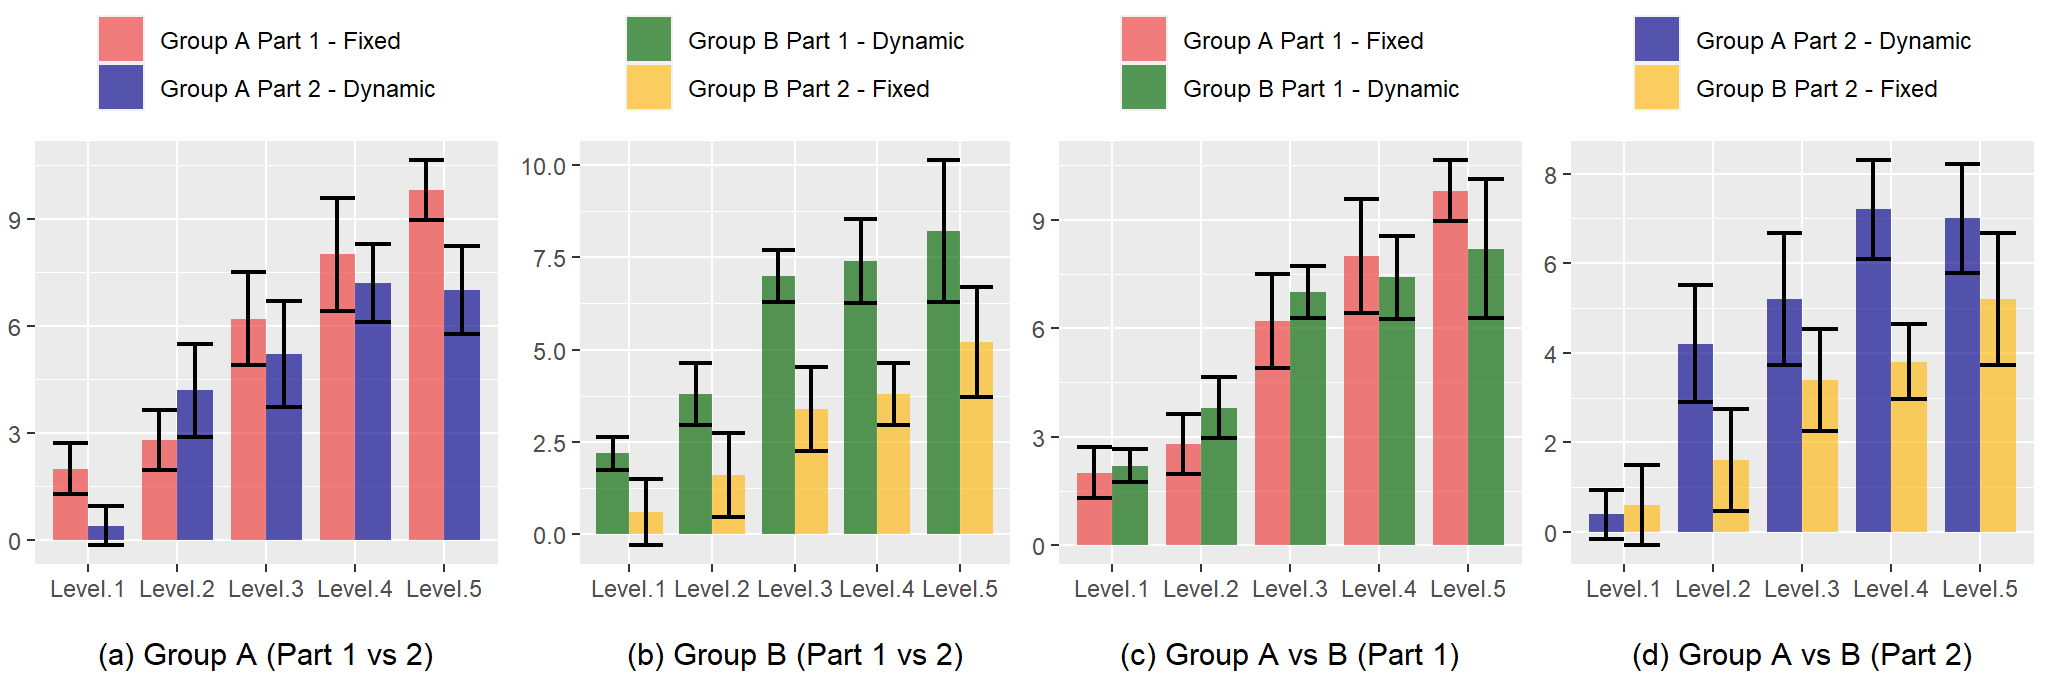 Group A Part 1 - Fixed
Group A Part 2 - Dynamic
9
6
3
0
Level.1 Level.2 Level.3 Level.4 Level.5
(a) Group A (Part 1 vs 2)
Group B Part 1 - Dynamic
Group B Part 2 - Fixed
10.0
7.5
5.0
2.5
0.0
Level.1 Level.2 Level.3 Level.4 Level.5
(b) Group B (Part 1 vs 2)
Group A Part 1 - Fixed
Group B Part 1 - Dynamic
9
6
3
0
Level.1 Level.2 Level.3 Level.4 Level.5
(c) Group A vs B (Part 1)
Group A Part 2 - Dynamic
Group B Part 2 - Fixed
8
6
4
2
0
Level.1 Level.2 Level.3 Level.4 Level.5
(d) Group A vs B (Part 2)